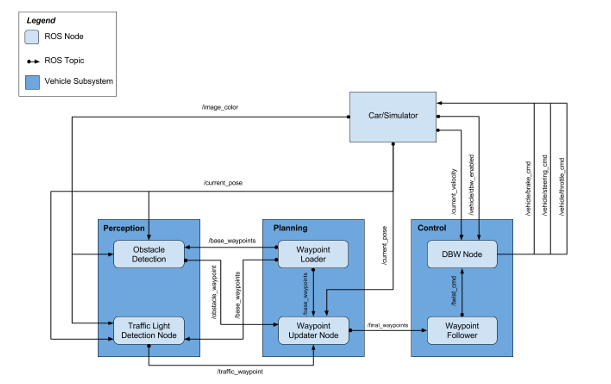 Legend
ROS Node
ROS Topic
Vehicle Subsystem
/image_color
Car/Simulator
/current_pose
/current_velocity
/vehicle/dbw_enabled
/vehicle/brake_cmd
/vehicle/steering_cmd
/vehicle/throttle_cmd
Perception
Planning
/current_pose
Control
Obstacle
Detection
/base_waypoints
Waypoint
Loader
DBW Node
/obstacle_waypoint
/base_waypoints
/base_waypoints
/twist_cmd
Traffic Light
Detection Node
Waypoint
Updater Node
/final_waypoints
Waypoint
Follower
/traffic_waypoint